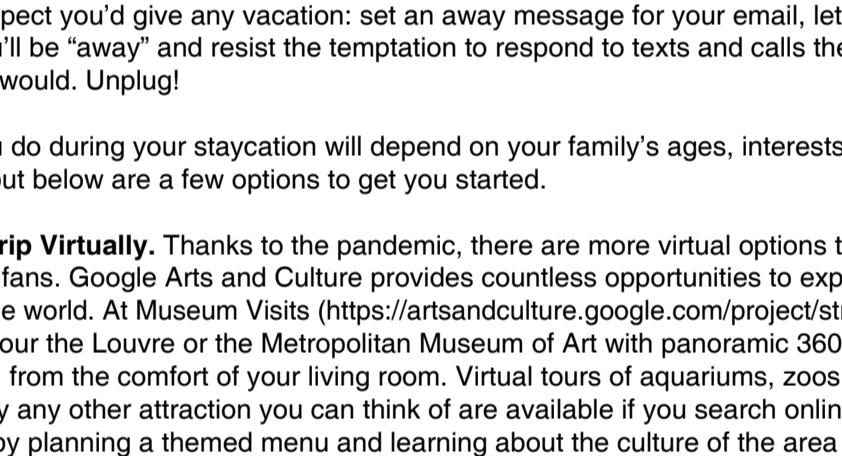 pect you’d give any vacation: set an away message for your email, let
’ll be “away” and resist the temptation to respond to texts and calls the
would. Unplug!
do during your staycation will depend on your family’s ages, interests
ut below are a few options to get you started.
rip Virtually. Thanks to the pandemic, there are more virtual options t
fans. Google Arts and Culture provides countless opportunities to exp
e world. At Museum Visits (https://artsandculture.google.com/project/str
our the Louvre or the Metropolitan Museum of Art with panoramic 360
from the comfort of your living room. Virtual tours of aquariums, zoos
y any other attraction you can think of are available if you search onlin
by planning a themed menu and learning about the culture of the area